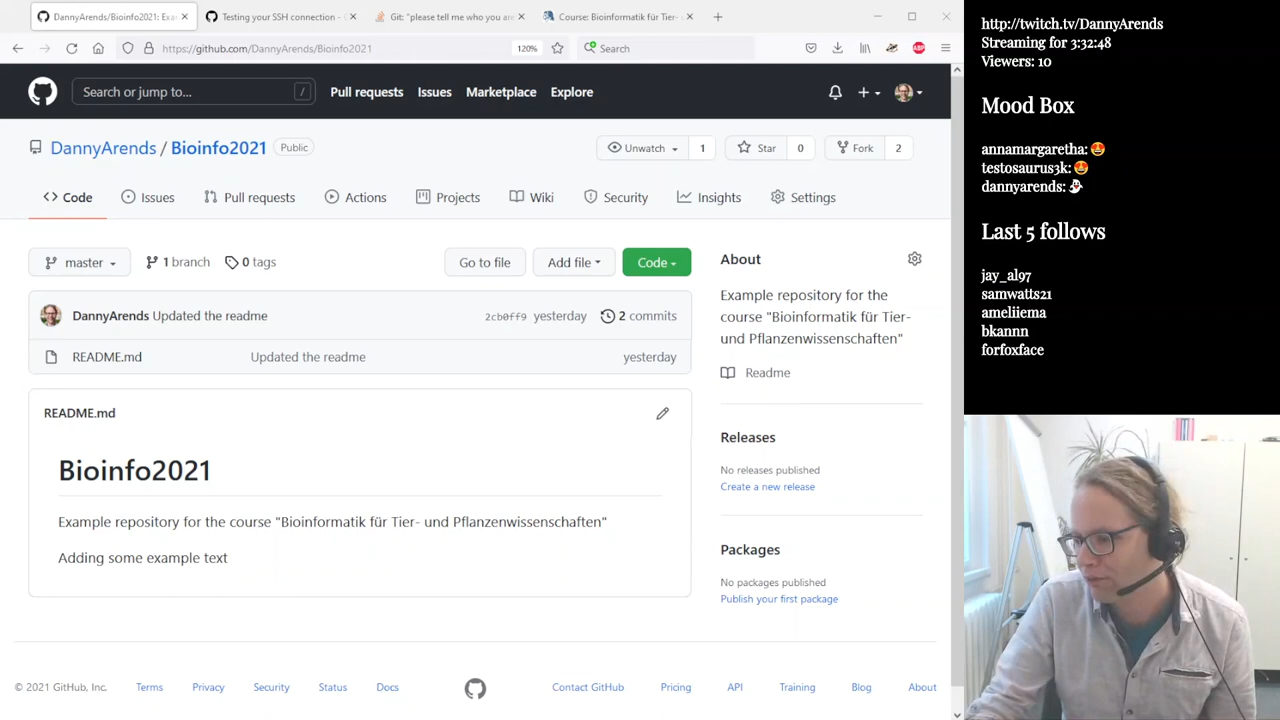 DannyArends/Bioinfo2021: Exa
Testing your SSH connection -
Git: "please tell me who you are
Course: Bioinformatik für Tier-
https://github.com/DannyArends/Bioinfo2021
120%
Search
Search or jump to...
/
Pull requests
Issues
Marketplace
Explore
DannyArends / Bioinfo2021
Public
Unwatch
1
Star
0
Fork
2
Code
Issues
Pull requests
Actions
Projects
Wiki
Security
Insights
Settings
master
1 branch
0 tags
Go to file
Add file
Code
DannyArends Updated the readme
2cb0ff9 yesterday
2 commits
README.md
Updated the readme
yesterday
README.md
Bioinfo2021
Example repository for the course "Bioinformatik für Tier- und Pflanzenwissenschaften"
Adding some example text
About
Example repository for the
course "Bioinformatik für Tier-
und Pflanzenwissenschaften"
Readme
Releases
No releases published
Create a new release
Packages
No packages published
Publish your first package
© 2021 GitHub, Inc.
Terms
Privacy
Security
Status
Docs
Contact GitHub
Pricing
API
Training
Blog
About
http://twitch.tv/DannyArends
Streaming for 3:32:48
Viewers: 10
Mood Box
annamargaretha: 😍
testosaurus3k: 😍
dannyarends: 👻
Last 5 follows
jay_al97
samwatts21
ameliiema
bkannn
forfoxface